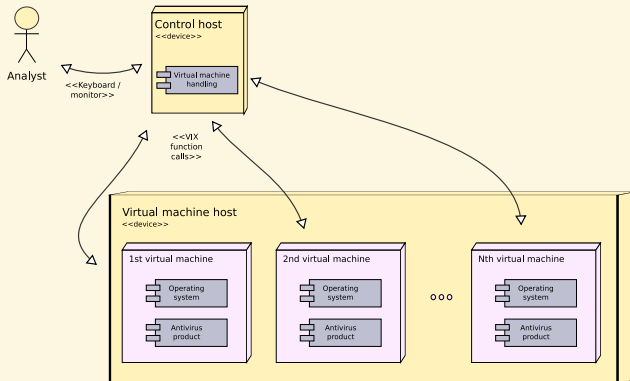 Control host
<<device>>
Virtual machine
handling
Analyst
<<Keyboard /
monitor>>
<<VIX
function
calls>>
Virtual machine host
<<device>>
1st virtual machine
Operating
system
Antivirus
product
2nd virtual machine
Operating
system
Antivirus
product
Nth virtual machine
Operating
system
Antivirus
product